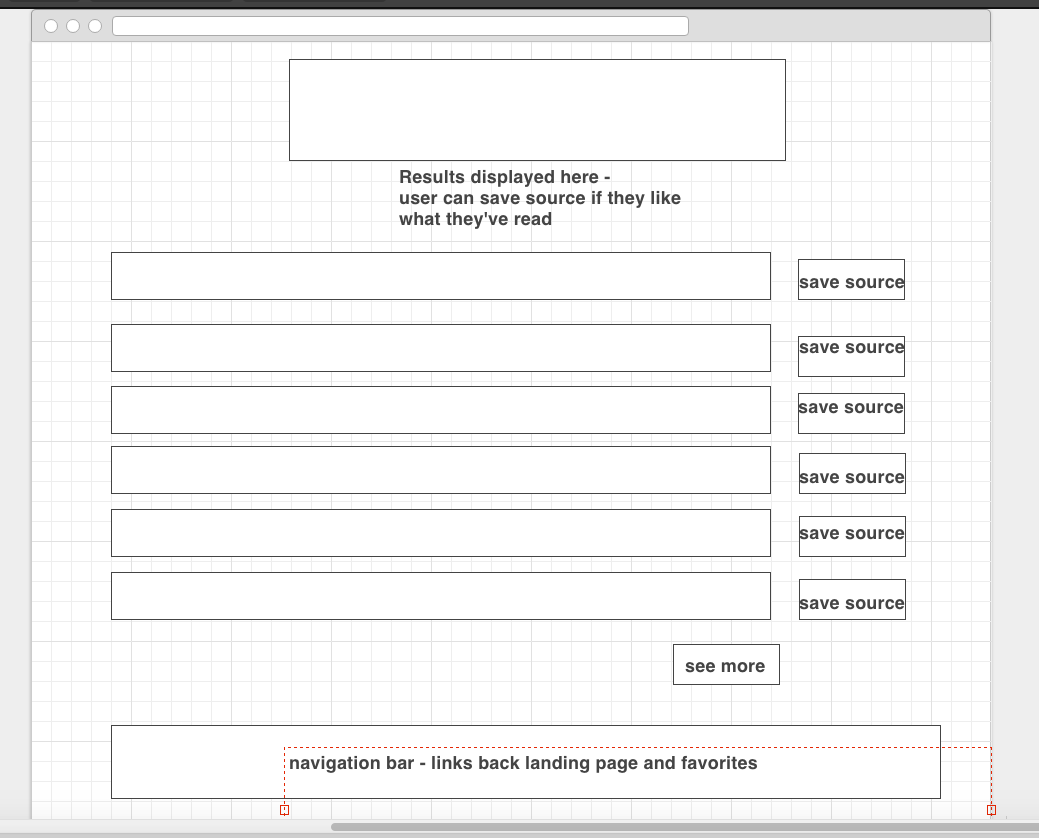 Results displayed here -
user can save source if they like
what they've read
save source
save source
save source
save source
save source
save source
see more
navigation bar - links back landing page and favorites